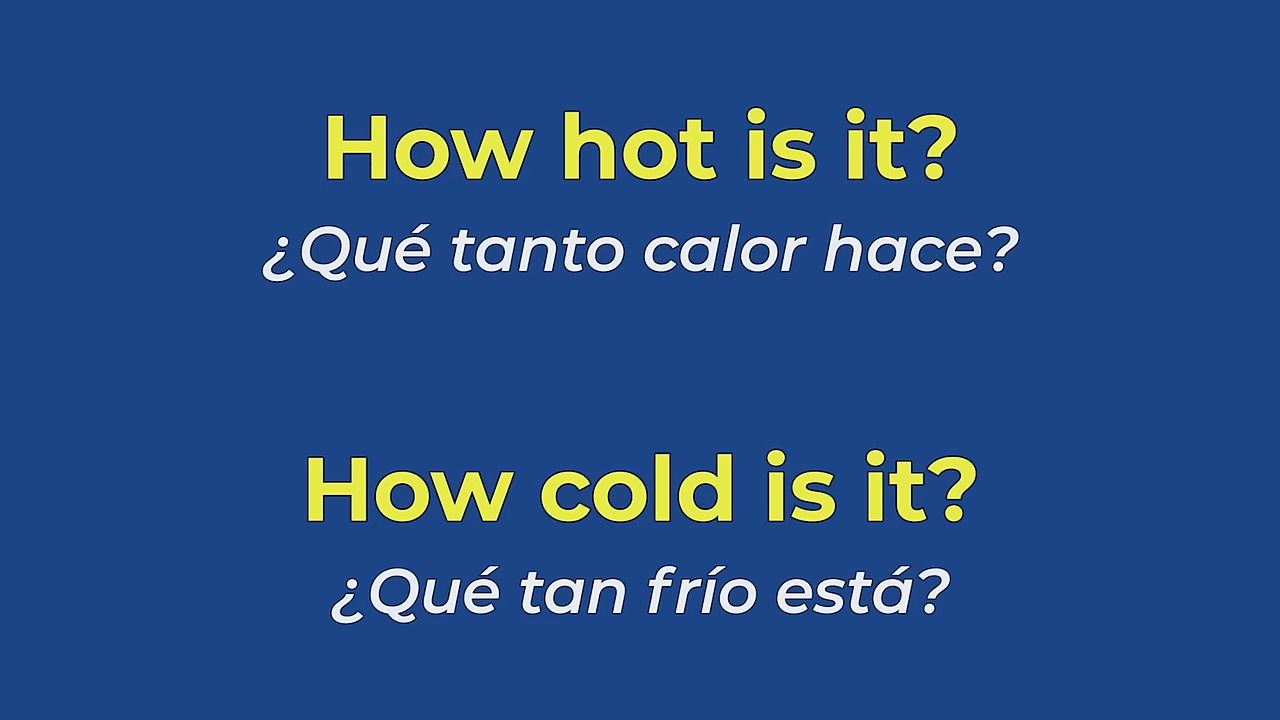 How hot is it?
¿Qué tanto calor hace?
How cold is it?
¿Qué tan frío está?